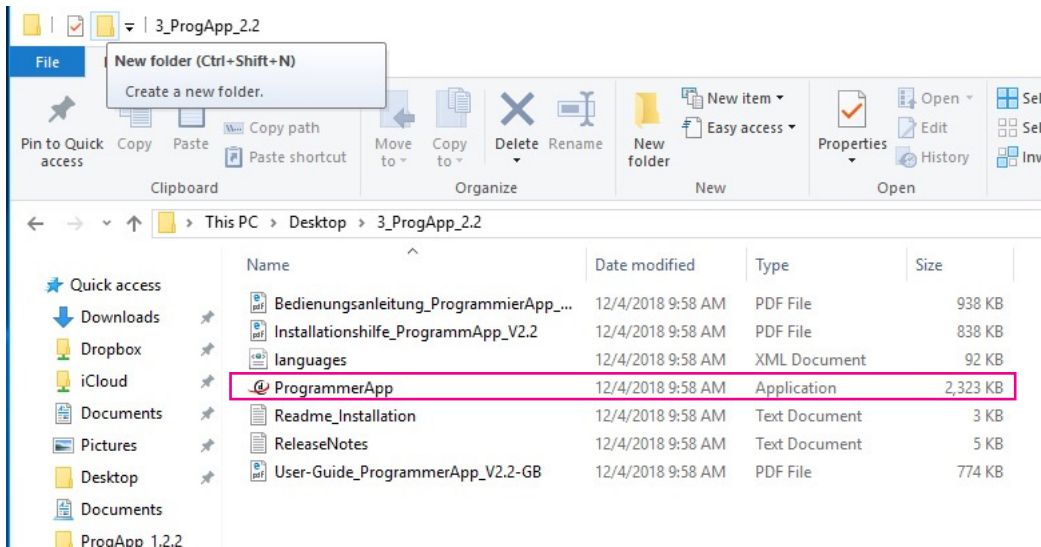 3_ProgApp_2.2
File
New folder (Ctrl+Shift+N)
Create a new folder.
Pin to Quick access
Copy
Paste
Copy path
Paste shortcut
Move to
Copy to
Delete
Rename
New folder
New item
Easy access
Properties
Open
Edit
History
Sel
Sel
Inv
Clipboard
Organize
New
Open
This PC > Desktop > 3_ProgApp_2.2
Name Date modified Type Size
Quick access
Downloads
Dropbox
iCloud
Documents
Pictures
Desktop
Documents
ProgApp_1.2.2
Bedienungsanleitung_ProgrammierApp_... 12/4/2018 9:58 AM PDF File 938 KB
Installationshilfe_ProgrammApp_V2.2 12/4/2018 9:58 AM PDF File 838 KB
languages 12/4/2018 9:58 AM XML Document 92 KB
ProgrammerApp 12/4/2018 9:58 AM Application 2,323 KB
Readme_Installation 12/4/2018 9:58 AM Text Document 3 KB
ReleaseNotes 12/4/2018 9:58 AM Text Document 5 KB
User-Guide_ProgrammerApp_V2.2-GB 12/4/2018 9:58 AM PDF File 774 KB